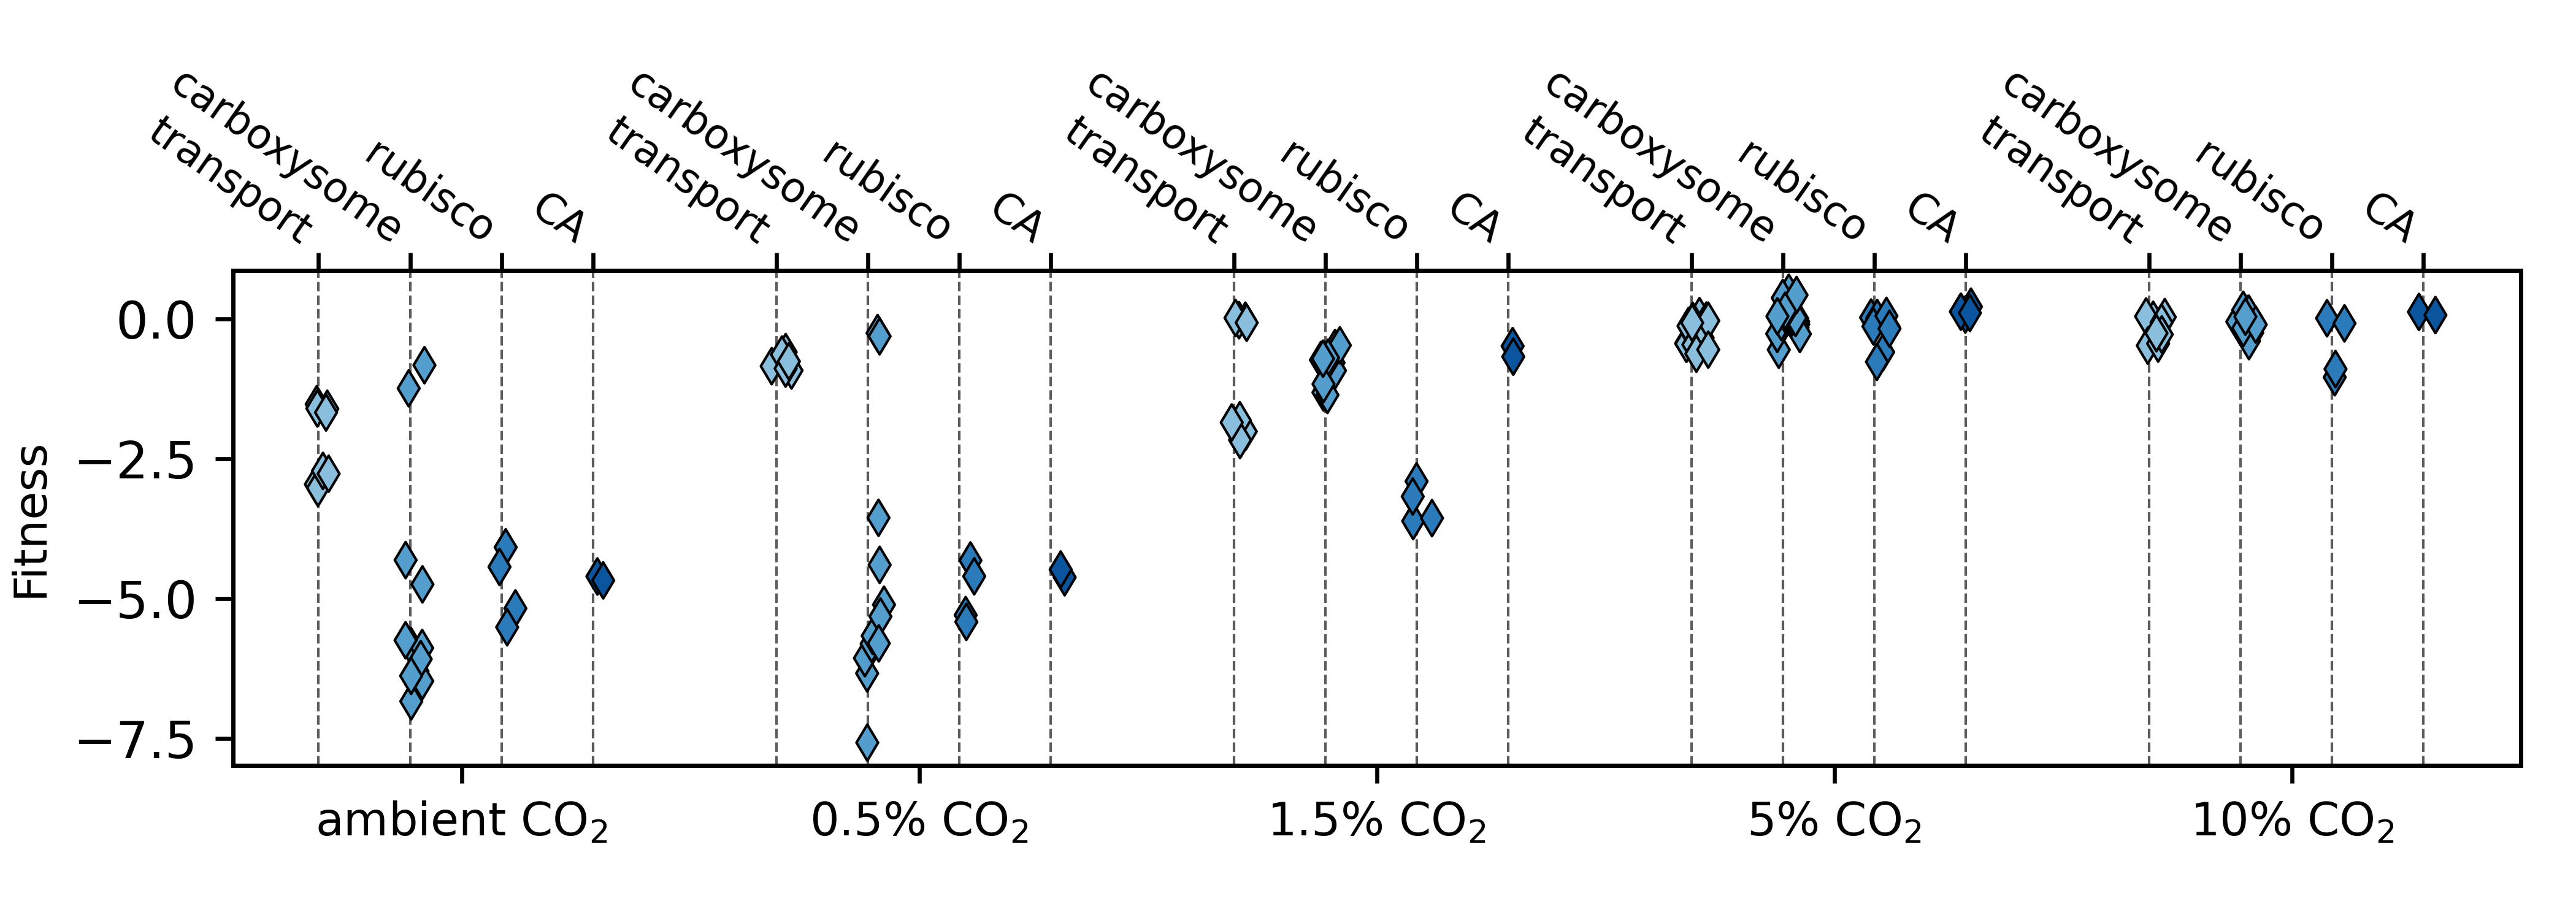 carboxysome
transport
rubisco
CA
carboxysome
transport
rubisco
CA
carboxysome
transport
rubisco
CA
carboxysome
transport
rubisco
CA
carboxysome
transport
rubisco
CA
Fitness
0.0
−2.5
−5.0
−7.5
ambient CO₂
0.5% CO₂
1.5% CO₂
5% CO₂
10% CO₂